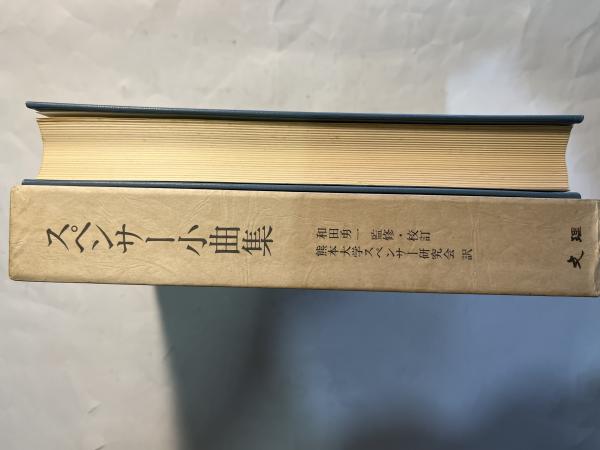 スペンサー小曲集
和田勇一 監修・校訂
熊本大学スペンサー研究会 訳
文理